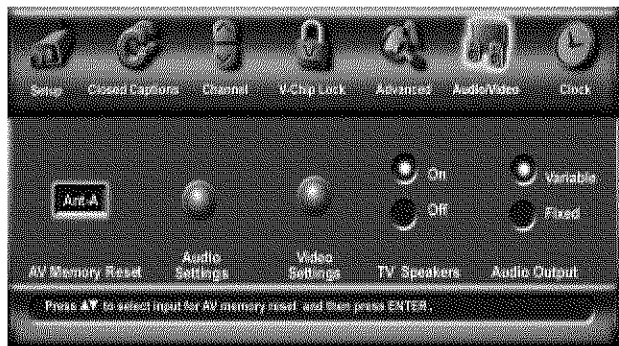 Setup Closed Captions Channel V-Chip Lock Advanced Audio/Video Clock
On Variable
Ant-A
Off Fixed
Audio Video
AV Memory Reset Settings Settings TV Speakers Audio Output
Press ▲▼ to select input for AV memory reset and then press ENTER.